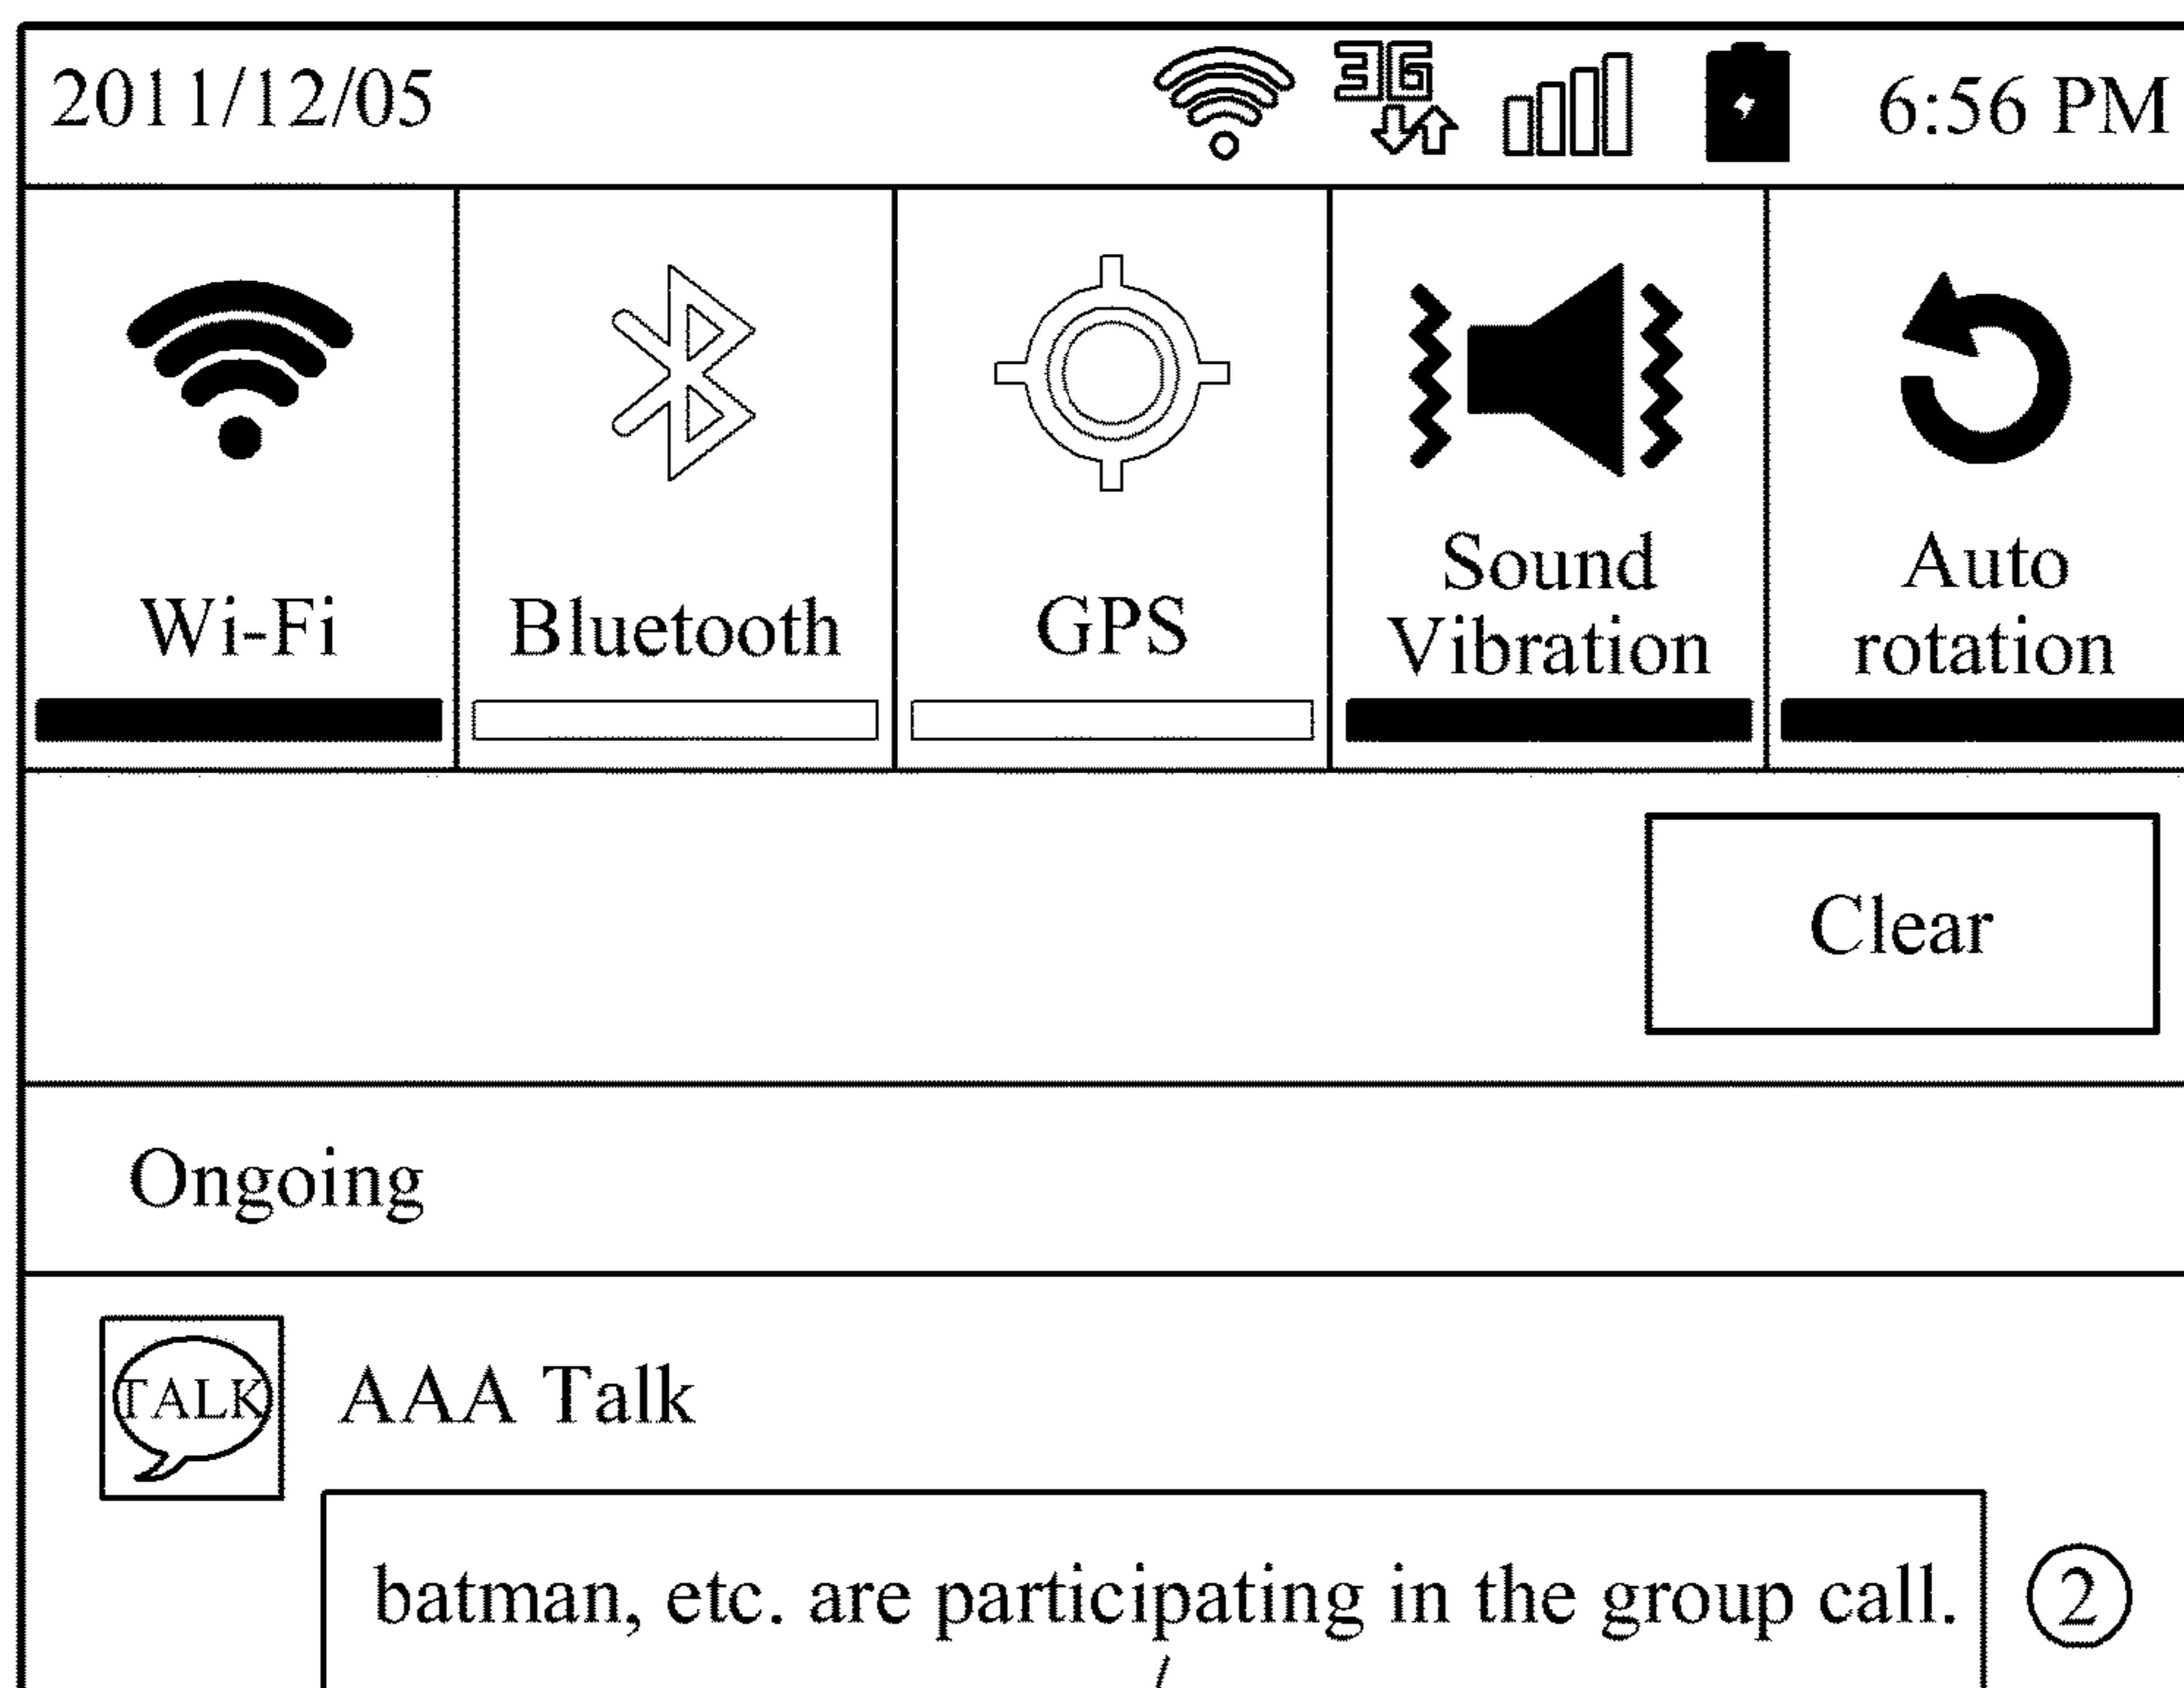 2011/12/05 3G 6:56 PM
Wi-Fi
Bluetooth
GPS
Sound
Vibration
Auto
rotation
Clear
Ongoing
TALK AAA Talk
batman, etc. are participating in the group call. 2